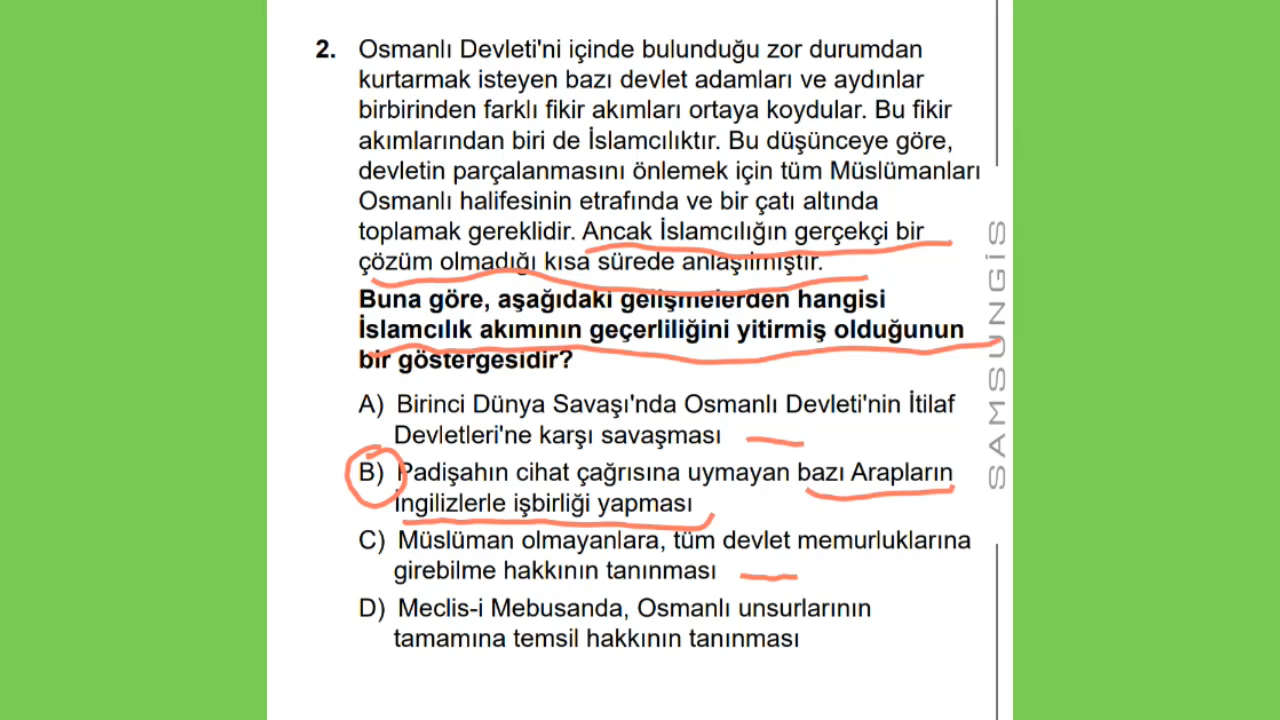 2. Osmanlı Devleti'ni içinde bulunduğu zor durumdan
kurtarmak isteyen bazı devlet adamları ve aydınlar
birbirinden farklı fikir akımları ortaya koydular. Bu fikir
akımlarından biri de İslamcılıktır. Bu düşünceye göre,
devletin parçalanmasını önlemek için tüm Müslümanları
Osmanlı halifesinin etrafında ve bir çatı altında
toplamak gereklidir. Ancak İslamcılığın gerçekçi bir
çözüm olmadığı kısa sürede anlaşılmıştır.
Buna göre, aşağıdaki gelişmelerden hangisi
İslamcılık akımının geçerliliğini yitirmiş olduğunun
bir göstergesidir?
A) Birinci Dünya Savaşı'nda Osmanlı Devleti'nin İtilaf
Devletleri'ne karşı savaşması
B) Padişahın cihat çağrısına uymayan bazı Arapların
İngilizlerle işbirliği yapması
C) Müslüman olmayanlara, tüm devlet memurluklarına
girebilme hakkının tanınması
D) Meclis-i Mebusanda, Osmanlı unsurlarının
tamamına temsil hakkının tanınması
SAMSUNGİS